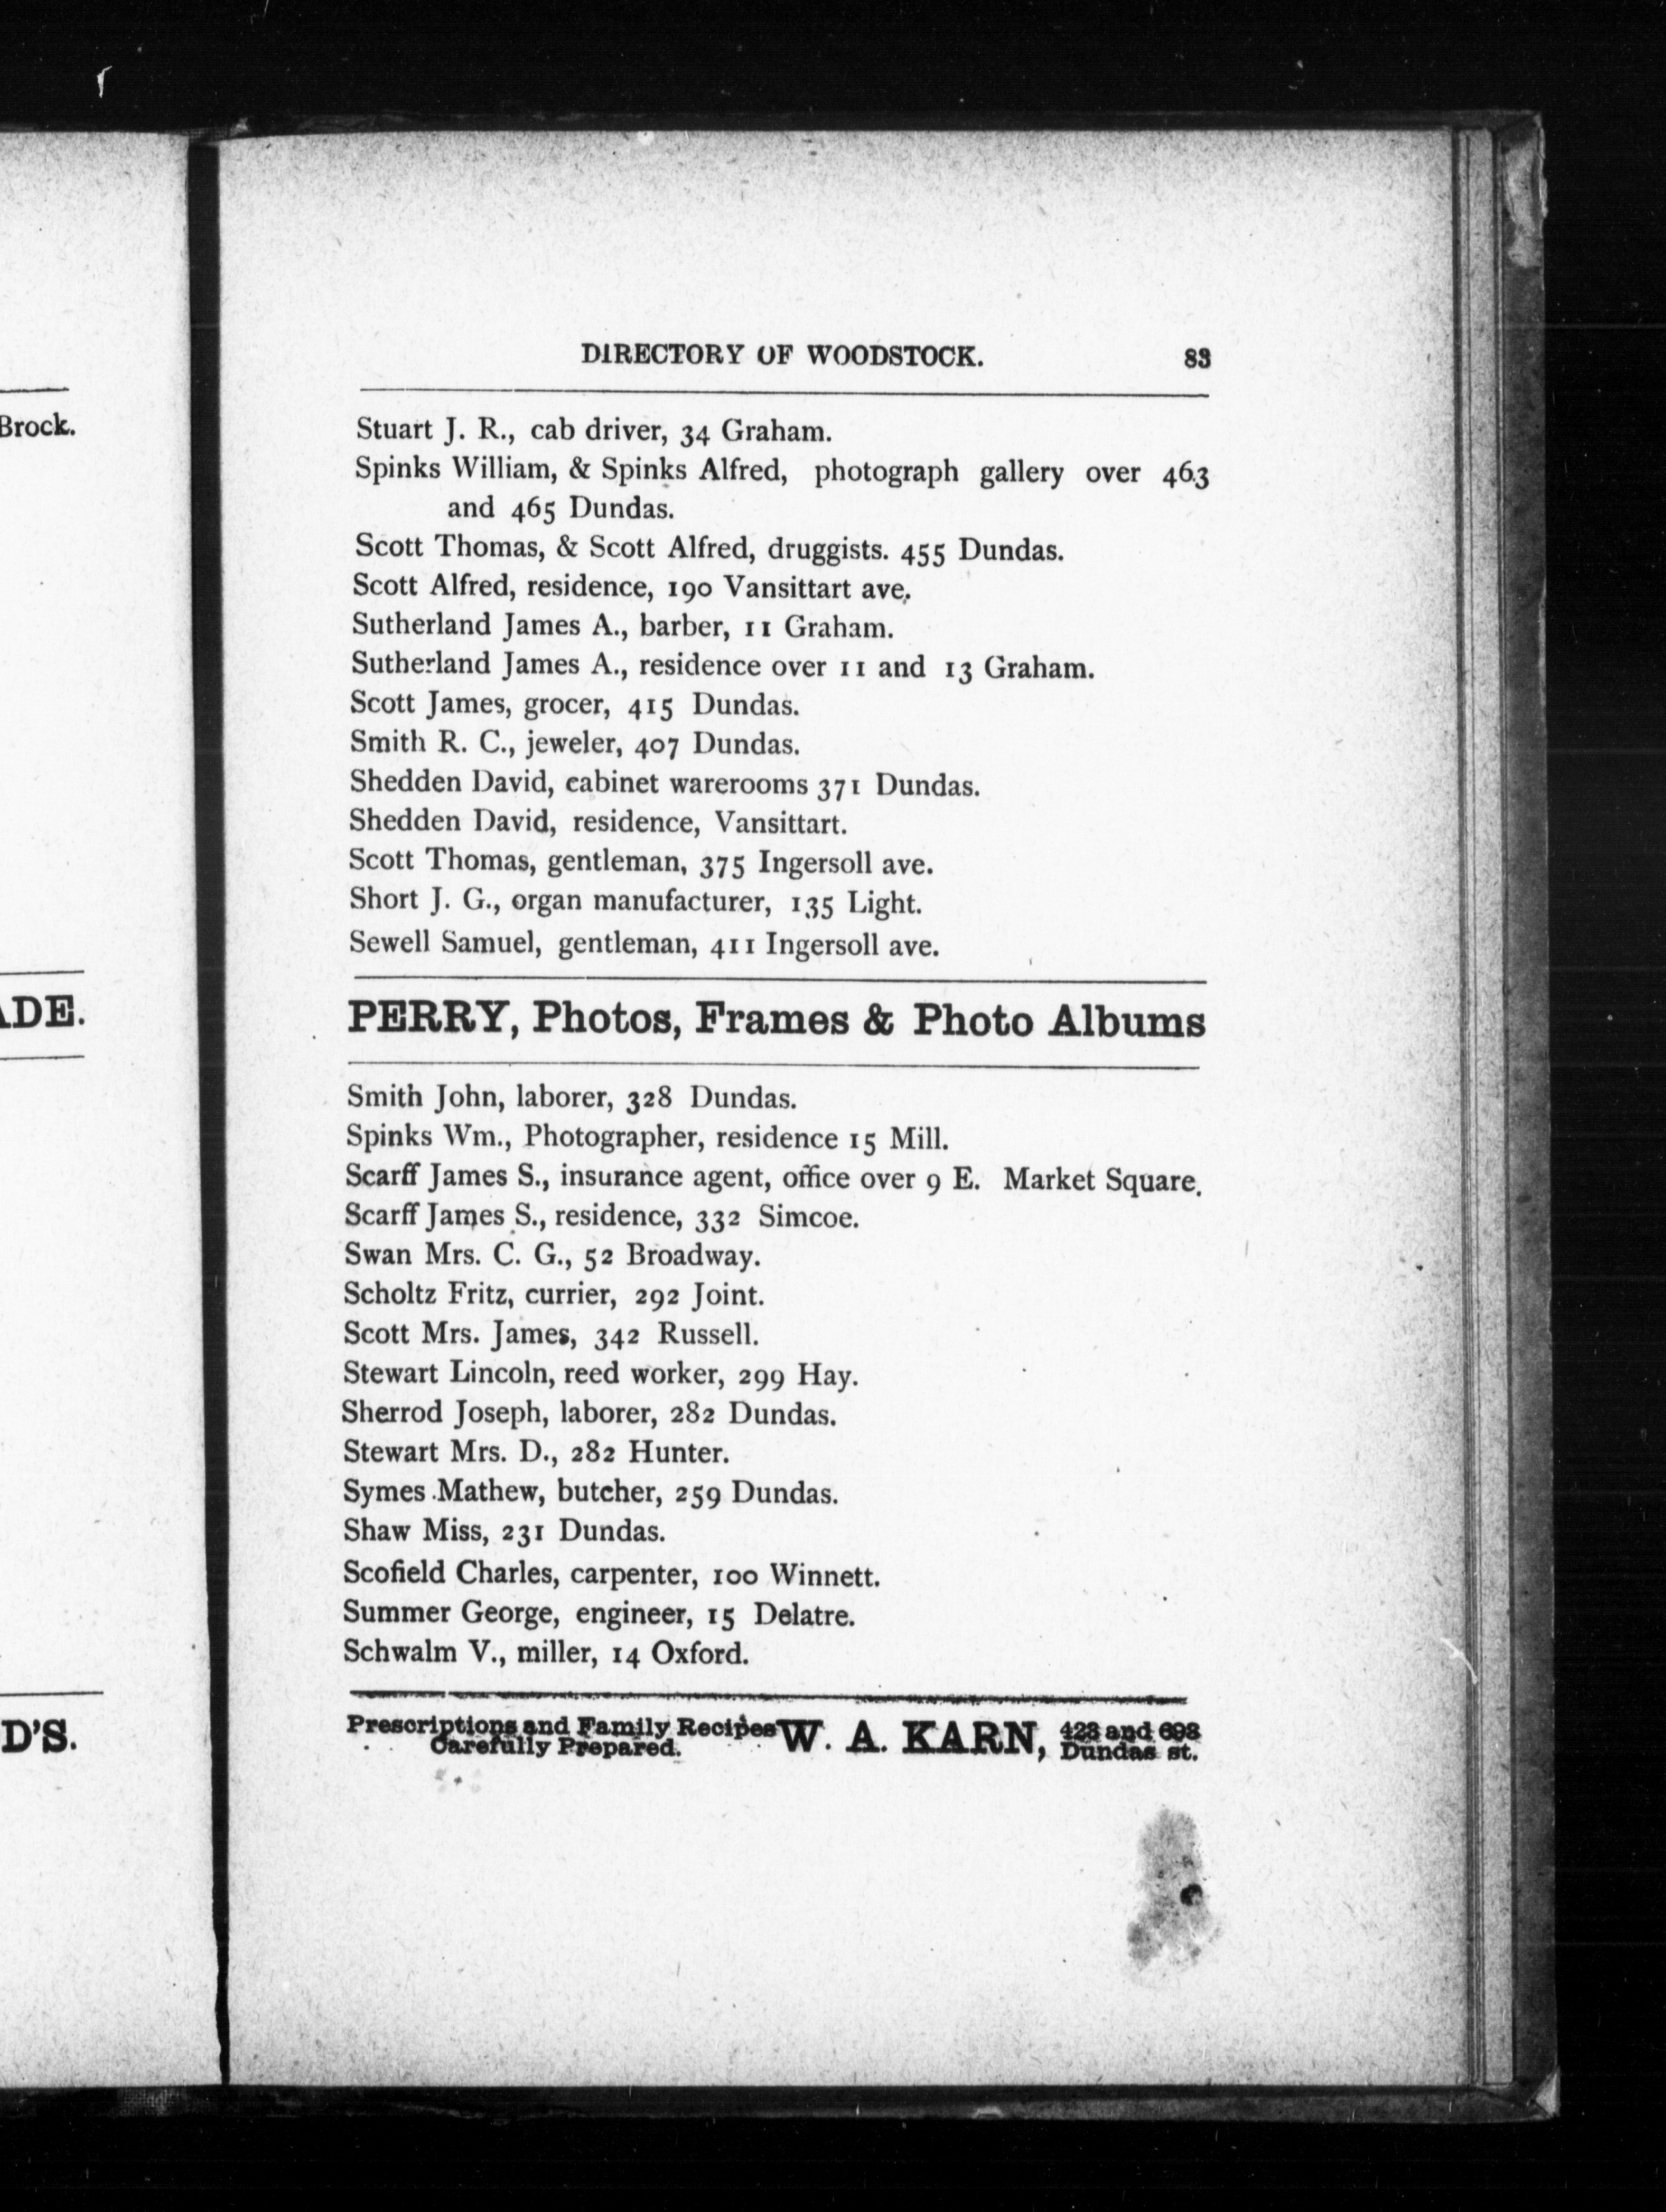 Brock.
ADE.
D'S.
DIRECTORY OF WOODSTOCK. 83
Stuart J. R., cab driver, 34 Graham.
Spinks William, & Spinks Alfred, photograph gallery over 463
and 465 Dundas.
Scott Thomas, & Scott Alfred, druggists. 455 Dundas.
Scott Alfred, residence, 190 Vansittart ave.
Sutherland James A., barber, 11 Graham.
Sutherland James A., residence over 11 and 13 Graham.
Scott James, grocer, 415 Dundas.
Smith R. C., jeweler, 407 Dundas.
Shedden David, cabinet warerooms 371 Dundas.
Shedden David, residence, Vansittart.
Scott Thomas, gentleman, 375 Ingersoll ave.
Short J. G., organ manufacturer, 135 Light.
Sewell Samuel, gentleman, 411 Ingersoll ave.
PERRY, Photos, Frames & Photo Albums
Smith John, laborer, 328 Dundas.
Spinks Wm., Photographer, residence 15 Mill.
Scarff James S., insurance agent, office over 9 E. Market Square.
Scarff James S., residence, 332 Simcoe.
Swan Mrs. C. G., 52 Broadway.
Scholtz Fritz, currier, 292 Joint.
Scott Mrs. James, 342 Russell.
Stewart Lincoln, reed worker, 299 Hay.
Sherrod Joseph, laborer, 282 Dundas.
Stewart Mrs. D., 282 Hunter.
Symes Mathew, butcher, 259 Dundas.
Shaw Miss, 231 Dundas.
Scofield Charles, carpenter, 100 Winnett.
Summer George, engineer, 15 Delatre.
Schwalm V., miller, 14 Oxford.
Prescriptions and Family Recipes
Carefully Prepared.
W. A. KARN,
423 and 698
Dundas st.